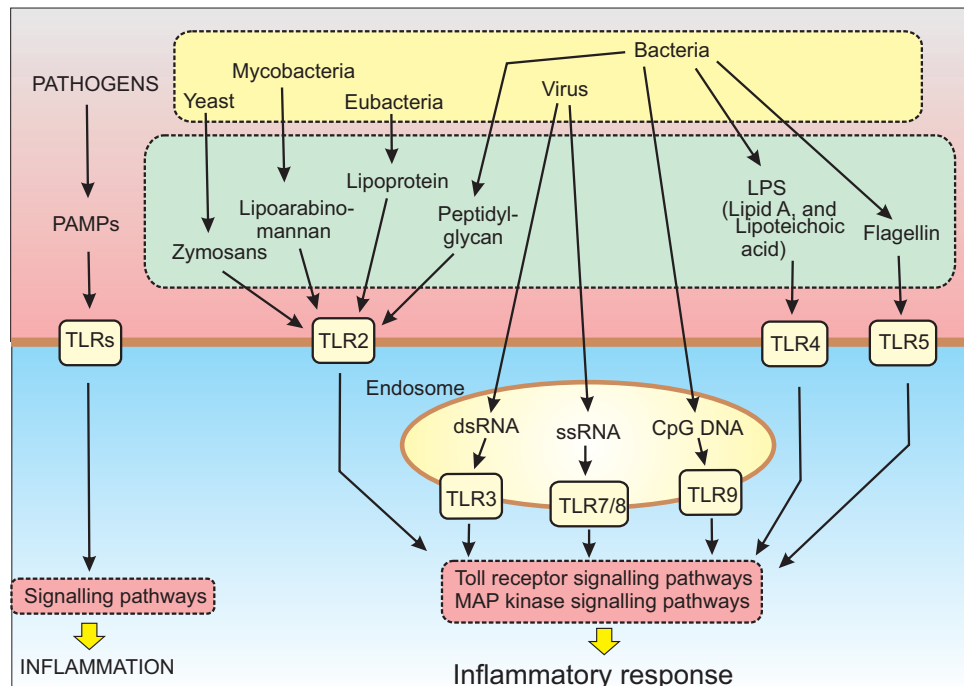 PATHOGENS
PAMPs
TLRs
Signalling pathways
INFLAMMATION
Yeast
Mycobacteria
Eubacteria
Virus
Bacteria
Zymosans
Lipoarabino-
mannan
Lipoprotein
Peptidyl-
glycan
LPS
(Lipid A, and
Lipoteichoic
acid)
Flagellin
TLR2
TLR4
TLR5
Endosome
dsRNA
ssRNA
CpG DNA
TLR3
TLR7/8
TLR9
Toll receptor signalling pathways
MAP kinase signalling pathways
Inflammatory response